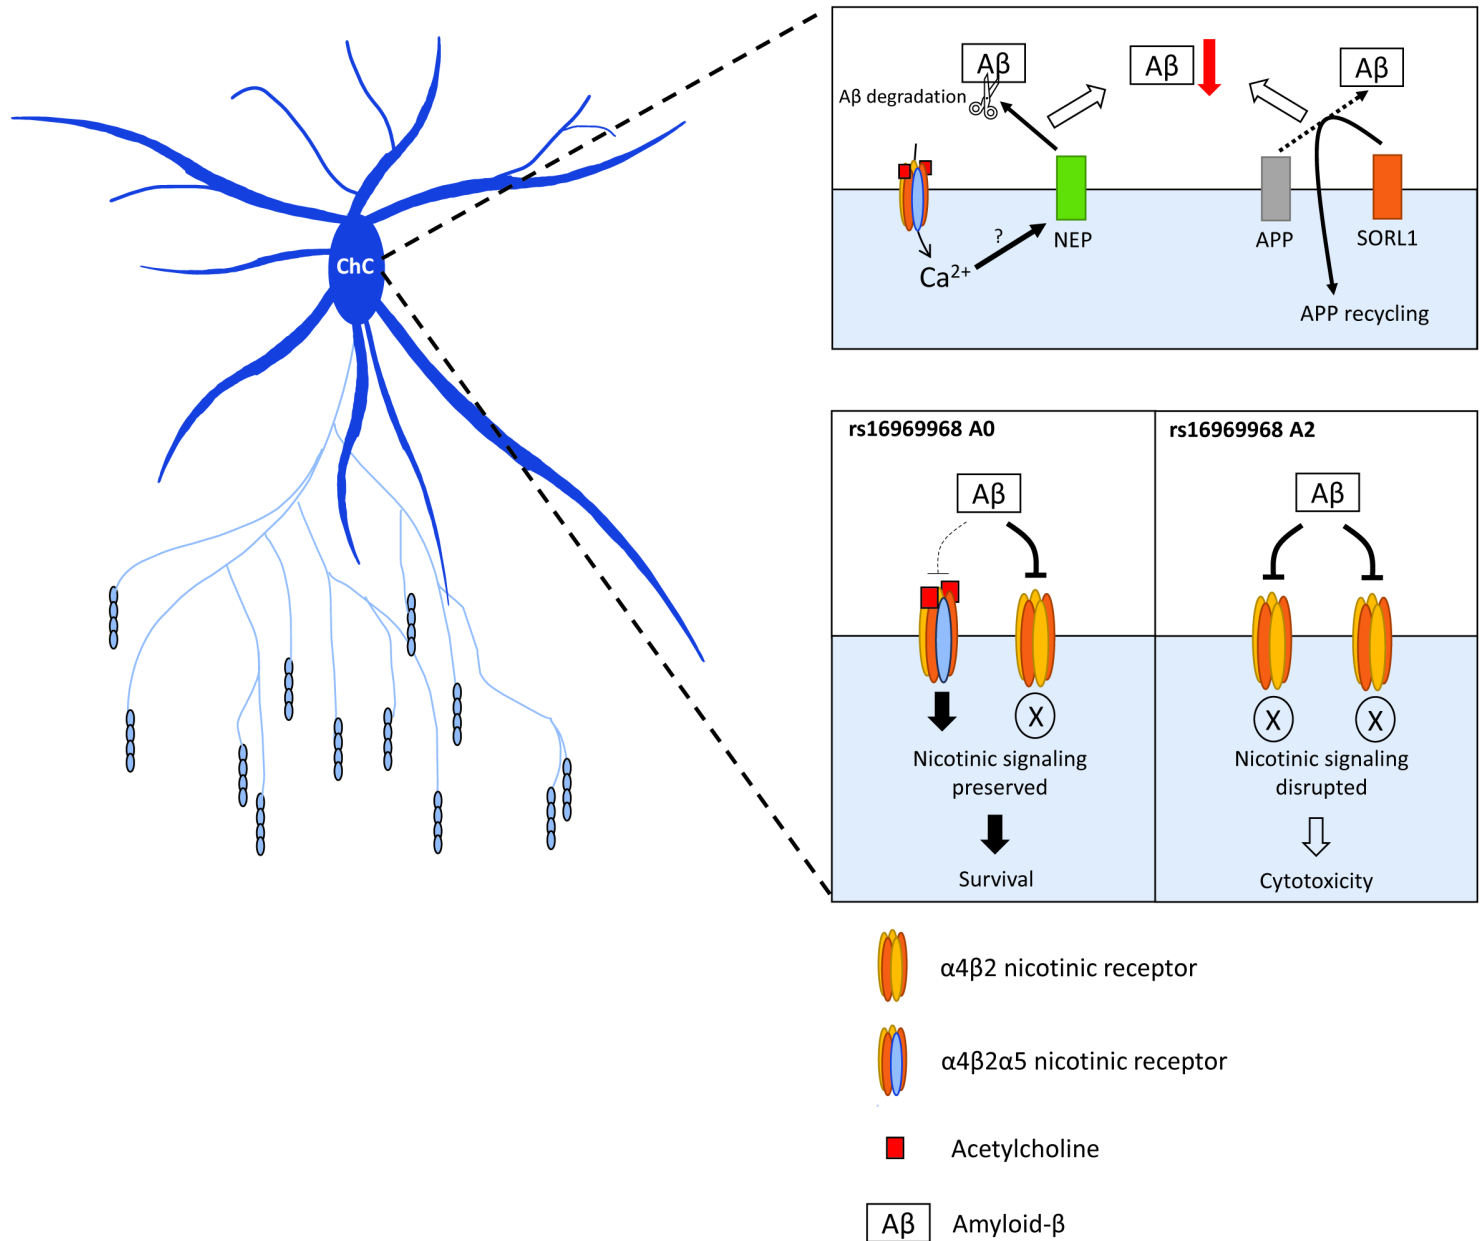 ChC
Aβ
Aβ
Aβ
Aβ degradation
?
NEP
APP
SORL1
Ca2+
APP recycling
rs16969968 A0
rs16969968 A2
Aβ
Aβ
X
X
X
Nicotinic signaling
preserved
Nicotinic signaling
disrupted
Survival
Cytotoxicity
α4β2 nicotinic receptor
α4β2α5 nicotinic receptor
Acetylcholine
Aβ
Amyloid-β